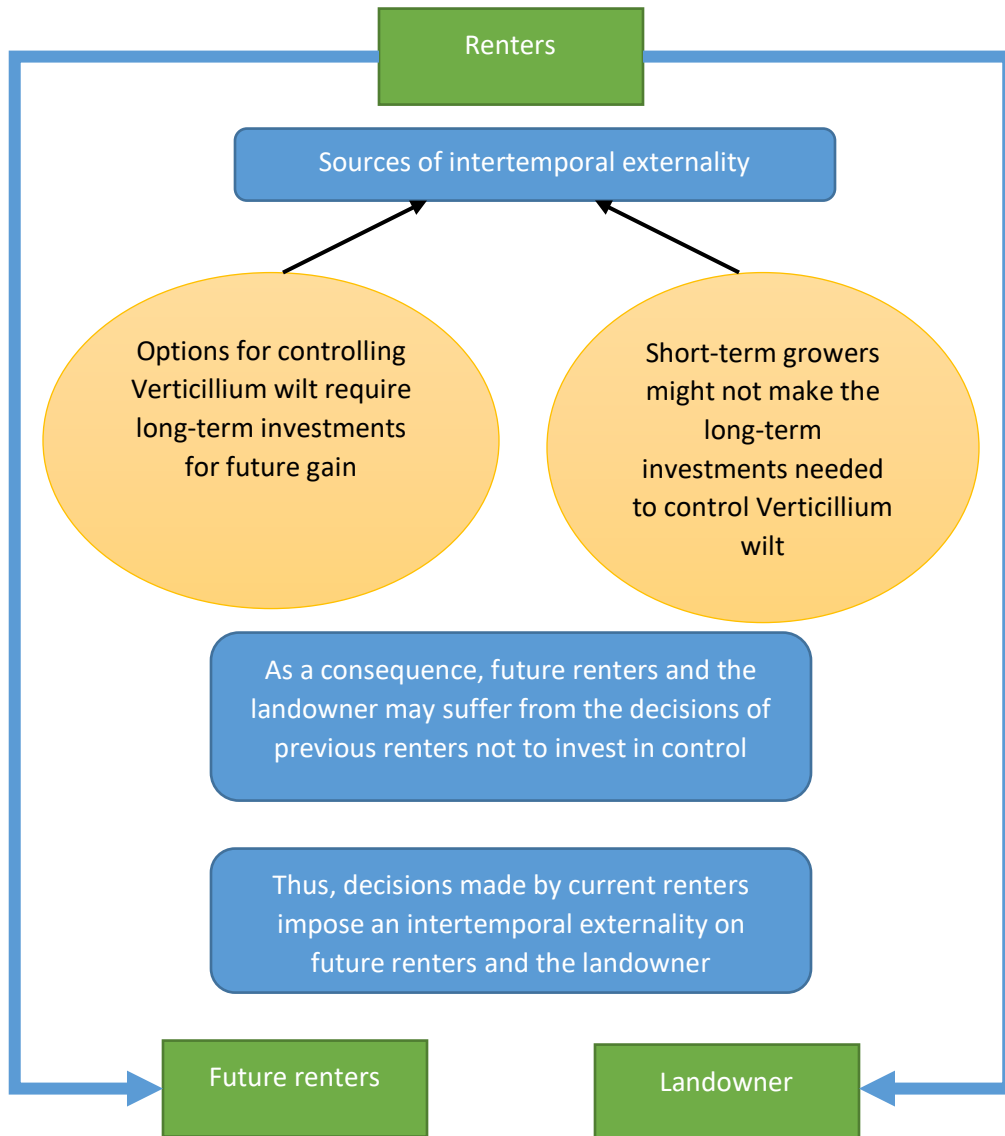 Renters
Sources of intertemporal externality
Options for controlling
Verticillium wilt require
long-term investments
for future gain
Short-term growers
might not make the
long-term
investments needed
to control Verticillium
wilt
As a consequence, future renters and the
landowner may suffer from the decisions of
previous renters not to invest in control
Thus, decisions made by current renters
impose an intertemporal externality on
future renters and the landowner
Future renters
Landowner